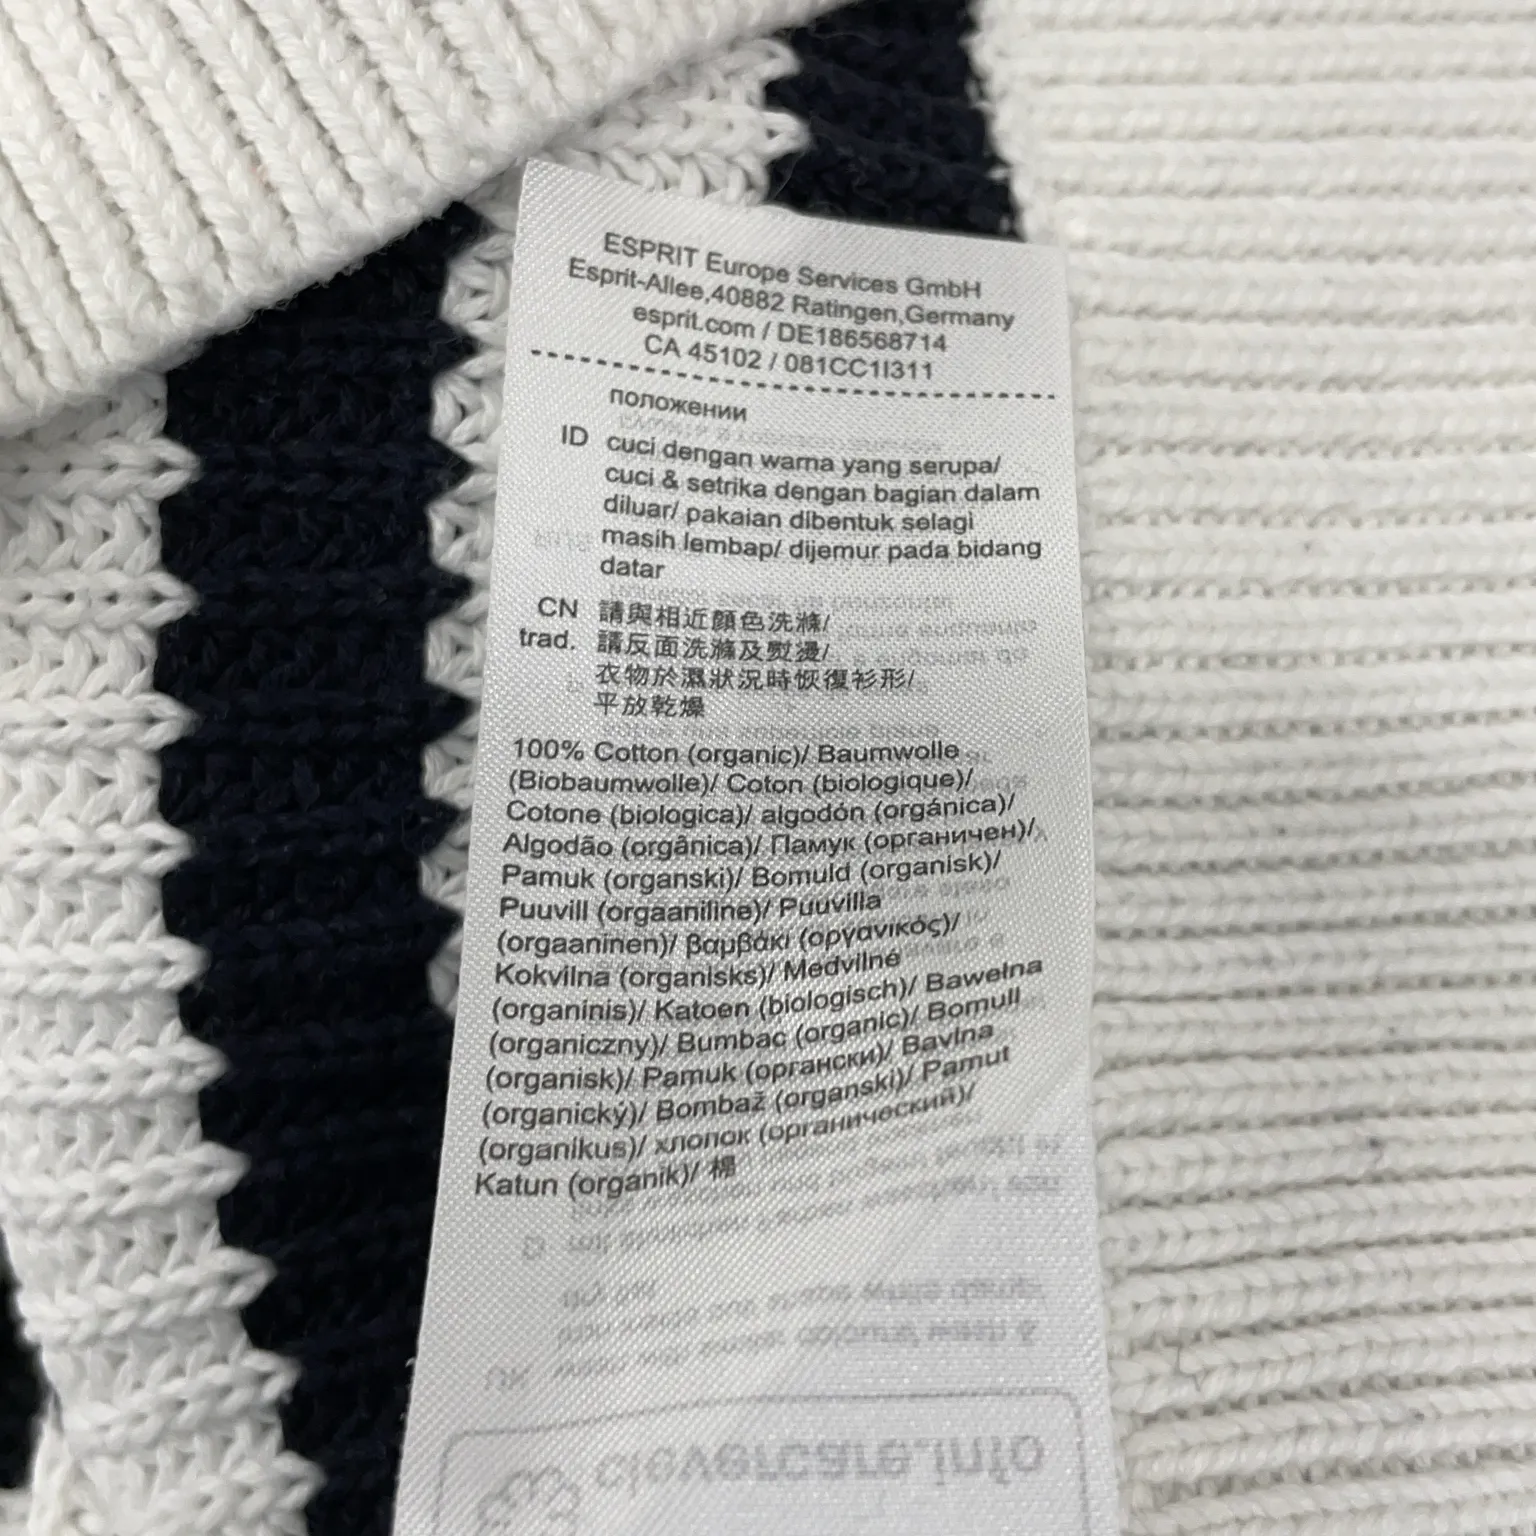 ESPRIT Europe Services GmbH
Esprit-Allee,40882 Ratingen,Germany
esprit.com / DE186568714
CA 45102 / 081CC1I311
положении
ID cuci dengan warna yang serupa/
cuci & setrika dengan bagian dalam
diluar/ pakaian dibentuk selagi
masih lembap/ dijemur pada bidang
datar
CN 請與相近顏色洗滌/
trad. 請反面洗滌及熨燙/
衣物於濕狀況時恢復衫形/
平放乾燥
100% Cotton (organic)/ Baumwolle
(Biobaumwolle)/ Coton (biologique)/
Cotone (biologica)/ algodón (orgánica)/
Algodão (orgânica)/ Памук (органичен)/
Pamuk (organski)/ Bomuld (organisk)/
Puuvill (orgaaniline)/ Puuvilla
(orgaaninen)/ βαμβάκι (οργανικός)/
Kokvilna (organisks)/ Medvilnė
(organinis)/ Katoen (biologisch)/ Bawełna
(organiczny)/ Bumbac (organic)/ Bomull
(organisk)/ Pamuk (органски)/ Bavlna
(organický)/ Bombaž (organski)/ Pamut
(organikus)/ хлопок (органический)/
Katun (organik)/ 棉
clevercare.info